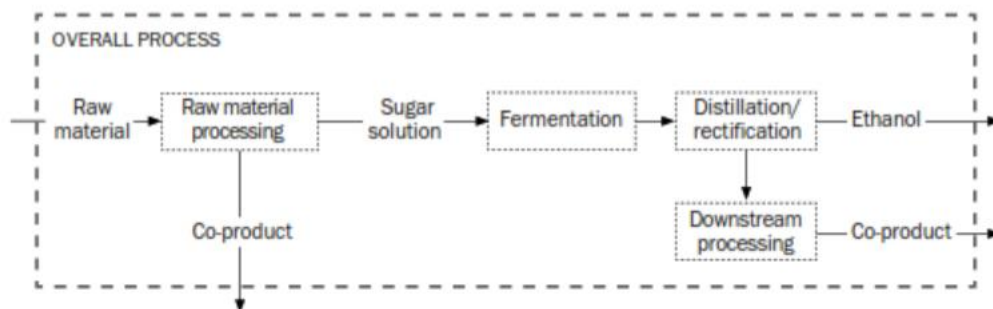 OVERALL PROCESS
Raw
material
Raw material
processing
Sugar
solution
Fermentation
Distillation/
rectification
Ethanol
Co-product
Downstream
processing
Co-product